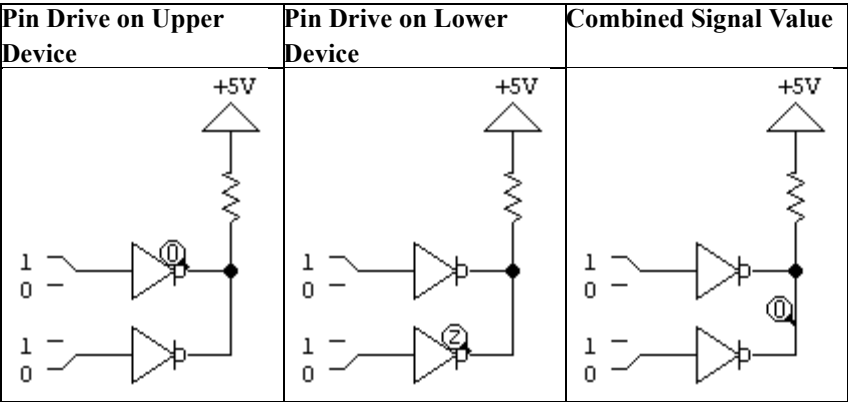 Pin Drive on Upper Device
Pin Drive on Lower Device
Combined Signal Value
+5V
+5V
+5V
0
1
0
1
0
1
0
Z
1
0
1
0
0
1
0